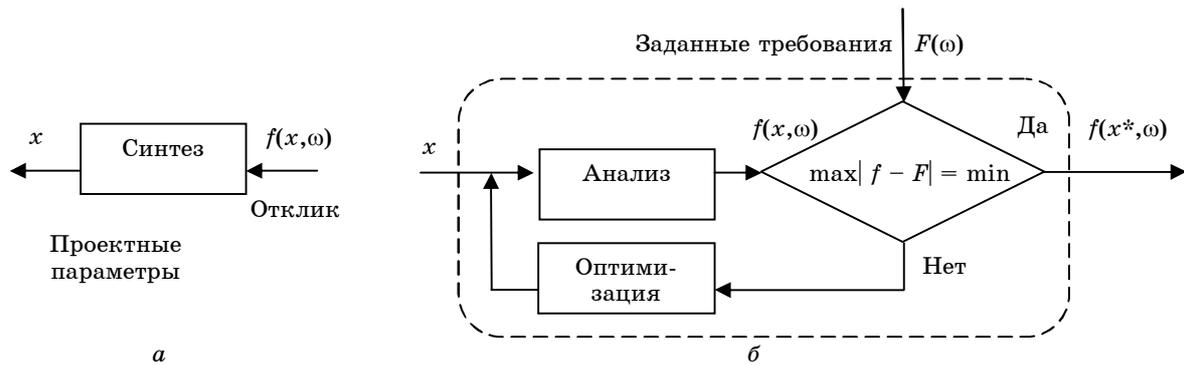 x
Синтез
f(x,ω)
Отклик
Проектные
параметры
а
Заданные требования F(ω)
x
Анализ
f(x,ω)
max| f – F| = min
Да
f(x*,ω)
Нет
Оптими-
зация
б